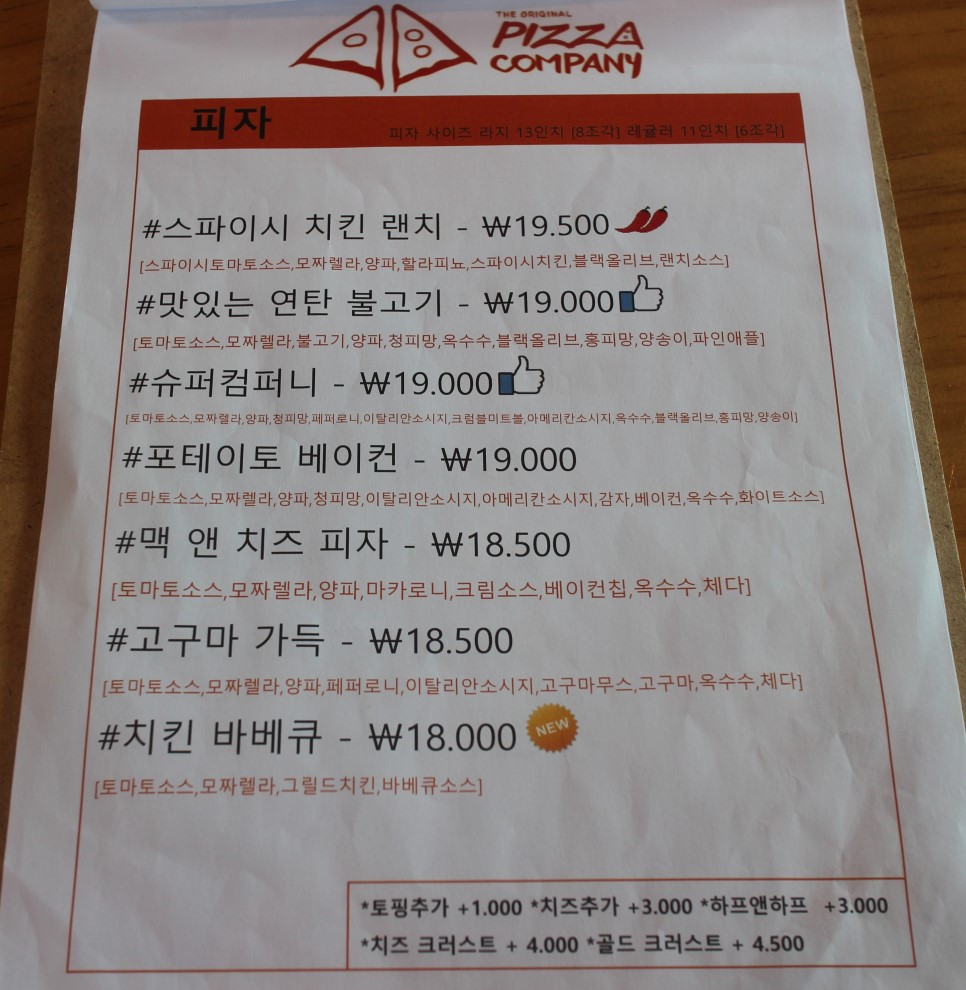 THE ORIGINAL
PIZZA
COMPANY
피자
피자 사이즈 라지 13인치 [8조각] 레귤러 11인치 [6조각]
#스파이시 치킨 랜치 - ₩19.500
[스파이시토마토소스,모짜렐라,양파,할라피뇨,스파이시치킨,블랙올리브,랜치소스]
#맛있는 연탄 불고기 - ₩19.000
[토마토소스,모짜렐라,불고기,양파,청피망,옥수수,블랙올리브,홍피망,양송이,파인애플]
#슈퍼컴퍼니 - ₩19.000
[토마토소스,모짜렐라,양파,청피망,페퍼로니,이탈리안소시지,크럼블미트볼,아메리칸소시지,옥수수,블랙올리브,홍피망,양송이]
#포테이토 베이컨 - ₩19.000
[토마토소스,모짜렐라,양파,청피망,이탈리안소시지,아메리칸소시지,감자,베이컨,옥수수,화이트소스]
#맥 앤 치즈 피자 - ₩18.500
[토마토소스,모짜렐라,양파,마카로니,크림소스,베이컨칩,옥수수,체다]
#고구마 가득 - ₩18.500
[토마토소스,모짜렐라,양파,페퍼로니,이탈리안소시지,고구마무스,고구마,옥수수,체다]
#치킨 바베큐 - ₩18.000 NEW
[토마토소스,모짜렐라,그릴드치킨,바베큐소스]
*토핑추가 +1.000 *치즈추가 +3.000 *하프앤하프 +3.000
*치즈 크러스트 + 4.000 *골드 크러스트 + 4.500